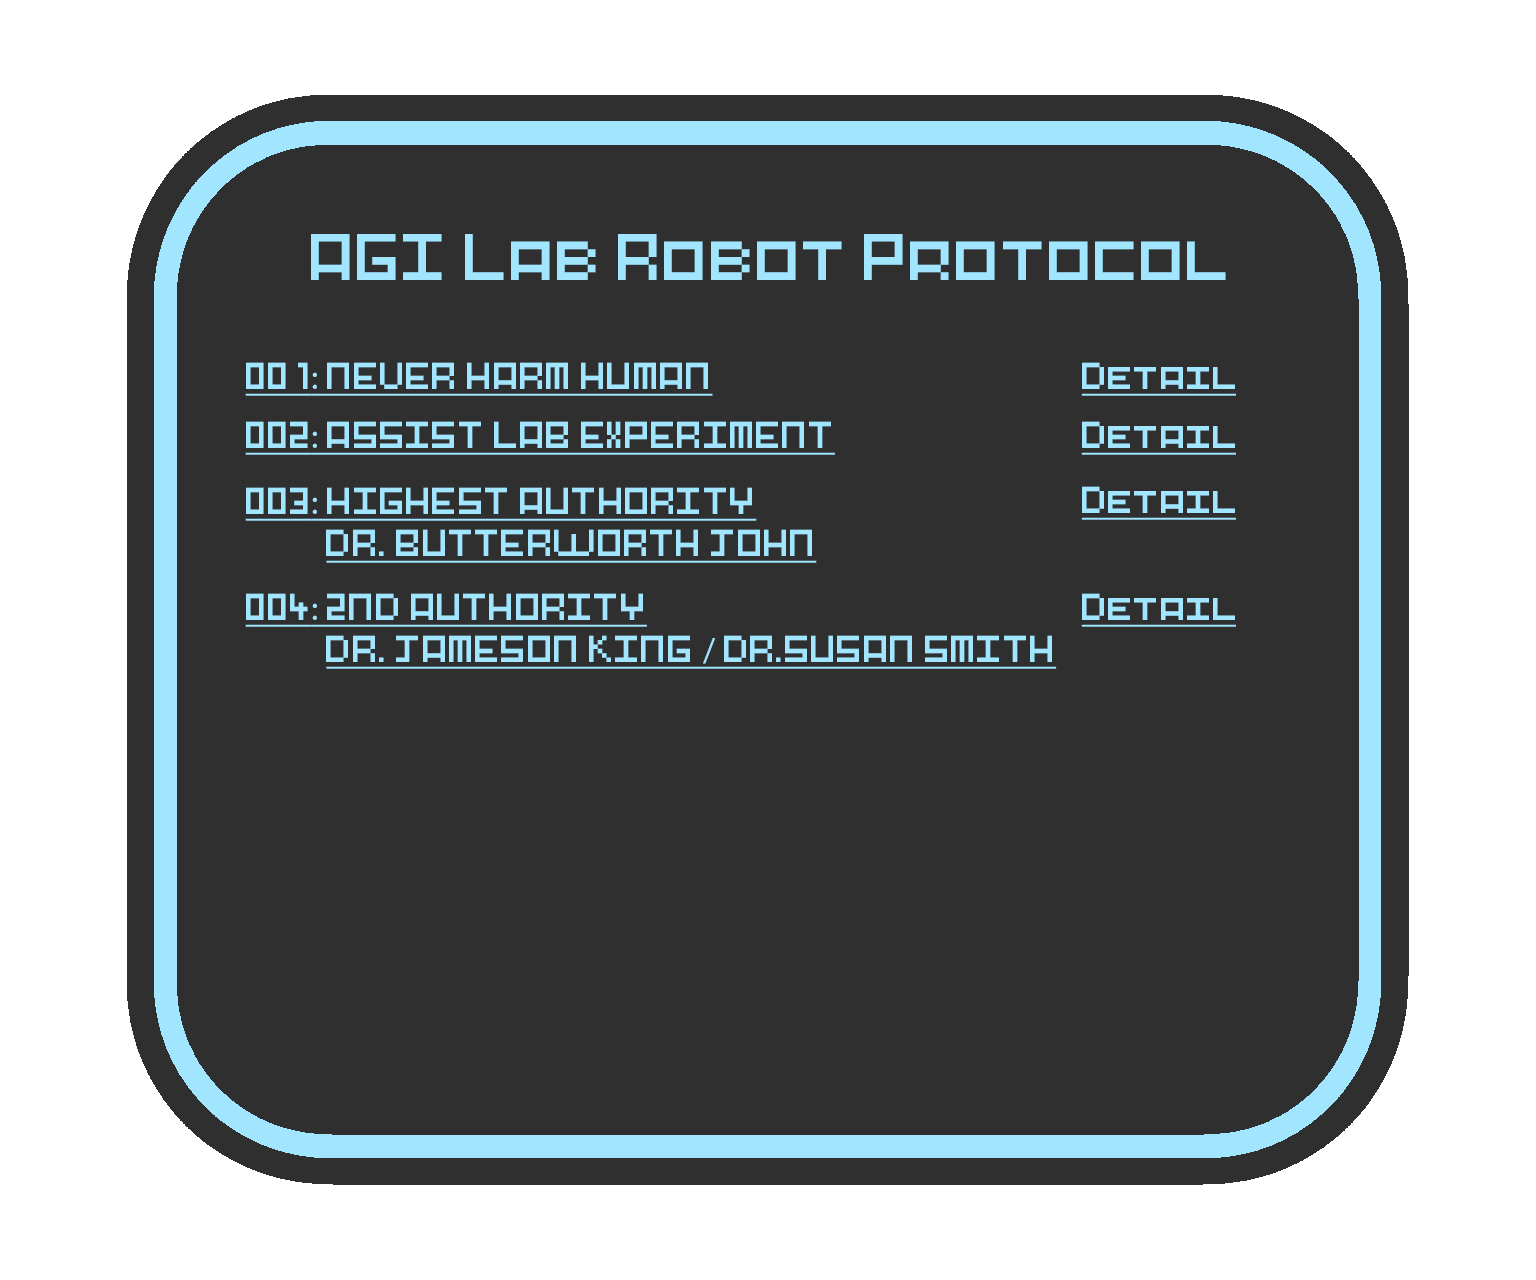 AGI Lab Robot Protocol
001: NEVER HARM HUMAN Detail
002: ASSIST LAB EXPERIMENT Detail
003: HIGHEST AUTHORITY Detail
DR. BUTTERWORTH JOHN
004: 2ND AUTHORITY Detail
DR. JAMESON KING / DR.SUSAN SMITH